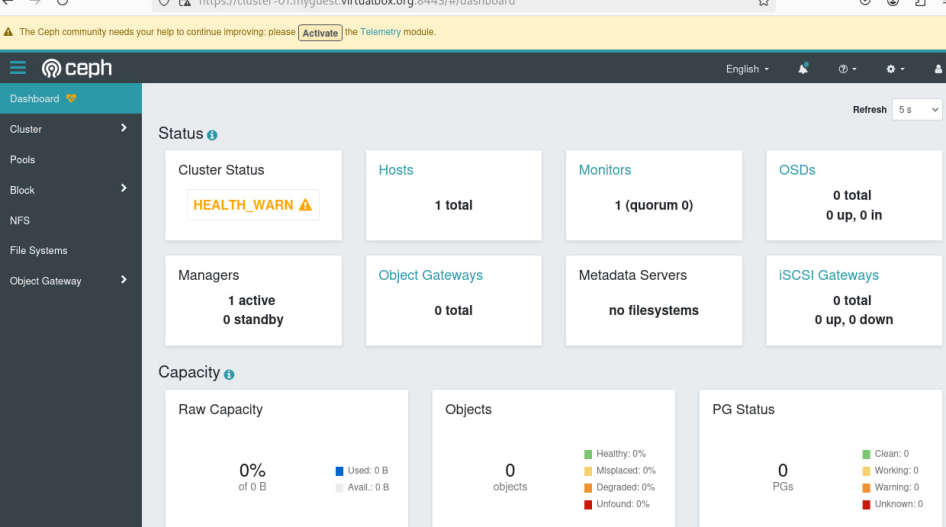 https://cluster-01.myguest.virtualbox.org:8443/#/dashboard
The Ceph community needs your help to continue improving: please Activate the Telemetry module.
ceph
English
Dashboard
Cluster
Pools
Block
NFS
File Systems
Object Gateway
Refresh 5 s
Status
Cluster Status
HEALTH_WARN
Hosts
1 total
Monitors
1 (quorum 0)
OSDs
0 total
0 up, 0 in
Managers
1 active
0 standby
Object Gateways
0 total
Metadata Servers
no filesystems
iSCSI Gateways
0 total
0 up, 0 down
Capacity
Raw Capacity
0%
of 0 B
Used: 0 B
Avail.: 0 B
Objects
0
objects
Healthy: 0%
Misplaced: 0%
Degraded: 0%
Unfound: 0%
PG Status
0
PGs
Clean: 0
Working: 0
Warning: 0
Unknown: 0